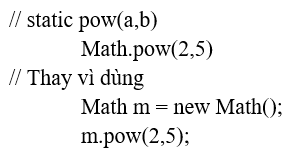 // static pow(a,b)
Math.pow(2,5)
// Thay vì dùng
Math m = new Math();
m.pow(2,5);